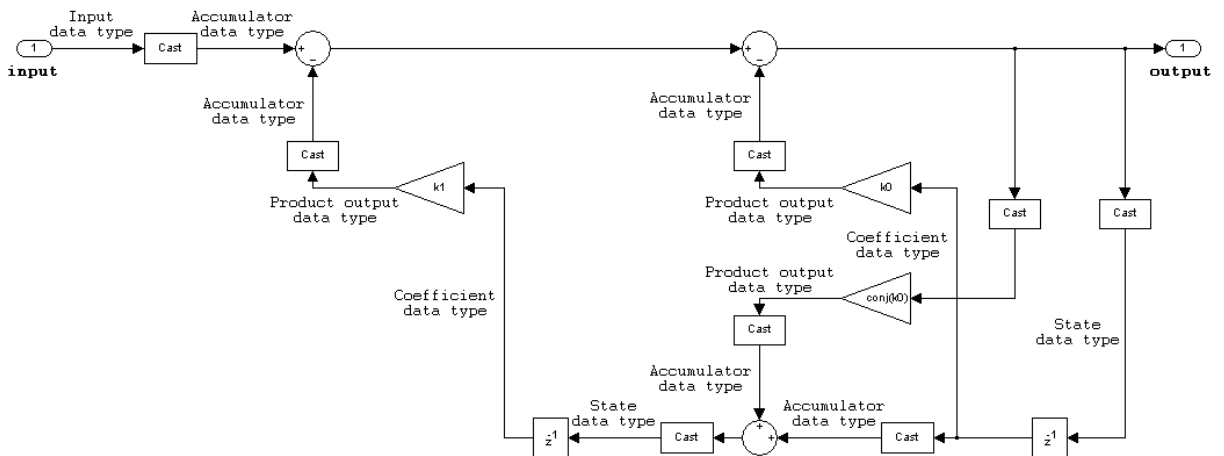 Input
data type
Accumulator
data type
1
input
Cast
+
−
+
−
1
output
Accumulator
data type
Accumulator
data type
Cast
Cast
k1
k0
Product output
data type
Product output
data type
Cast
Cast
Coefficient
data type
Product output
data type
conj(k0)
Coefficient
data type
Cast
State
data type
Accumulator
data type
State
data type
Accumulator
data type
z-1
Cast
+
+
Cast
z-1